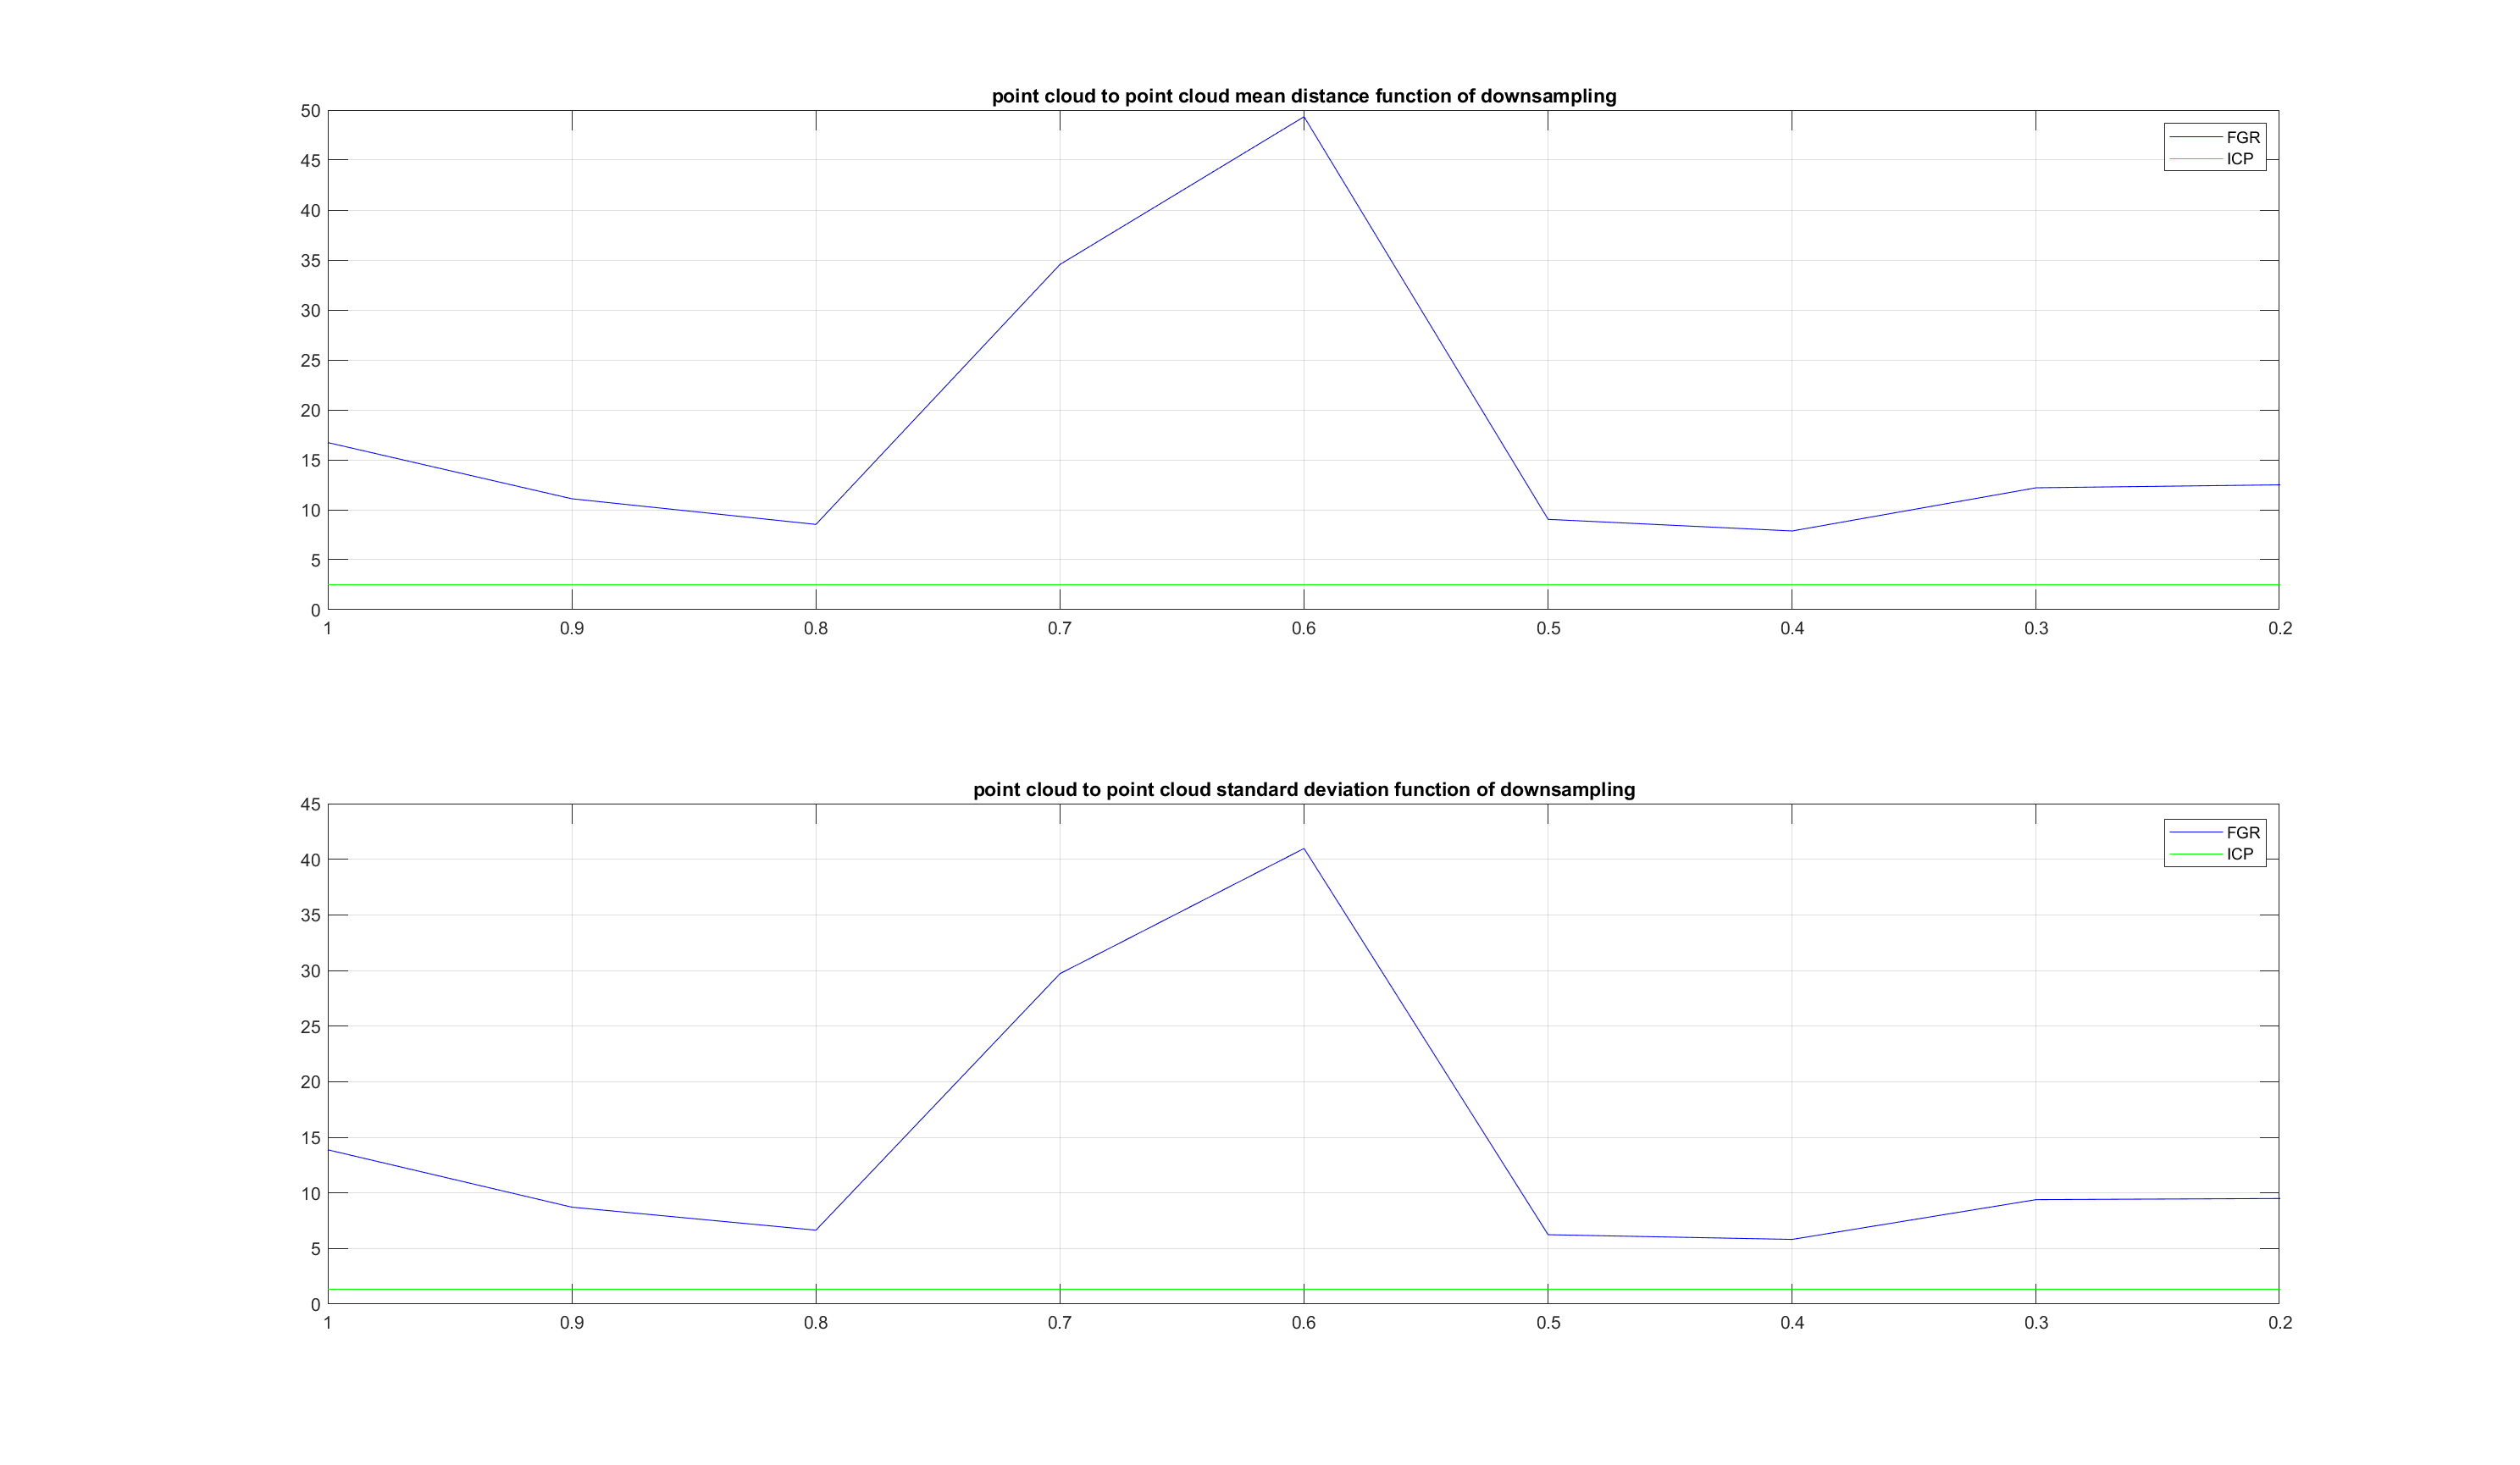 point cloud to point cloud mean distance function of downsampling
50
45
40
35
30
25
20
15
10
5
0
1 0.9 0.8 0.7 0.6 0.5 0.4 0.3 0.2
FGR
ICP
point cloud to point cloud standard deviation function of downsampling
45
40
35
30
25
20
15
10
5
0
1 0.9 0.8 0.7 0.6 0.5 0.4 0.3 0.2
FGR
ICP